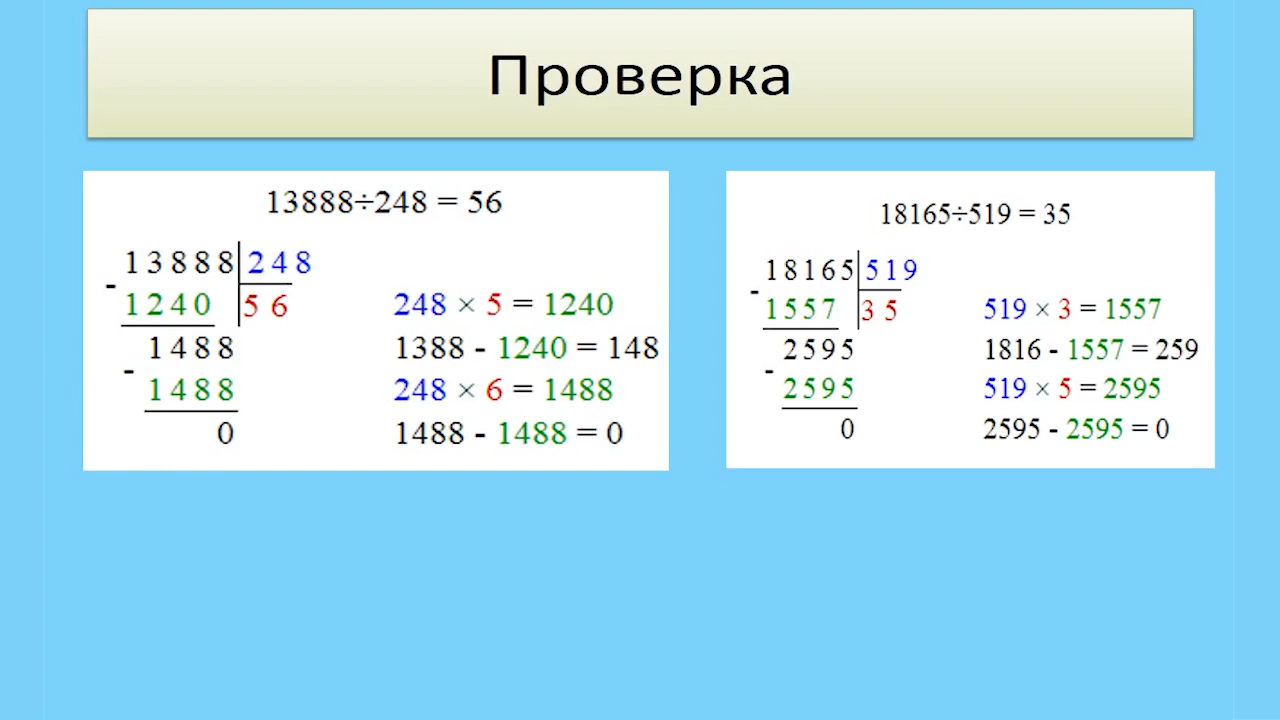 Проверка
13888÷248 = 56
13888 248
- 1240 56
1488
- 1488
0
248 × 5 = 1240
1388 - 1240 = 148
248 × 6 = 1488
1488 - 1488 = 0
18165÷519 = 35
18165 519
- 1557 35
2595
- 2595
0
519 × 3 = 1557
1816 - 1557 = 259
519 × 5 = 2595
2595 - 2595 = 0